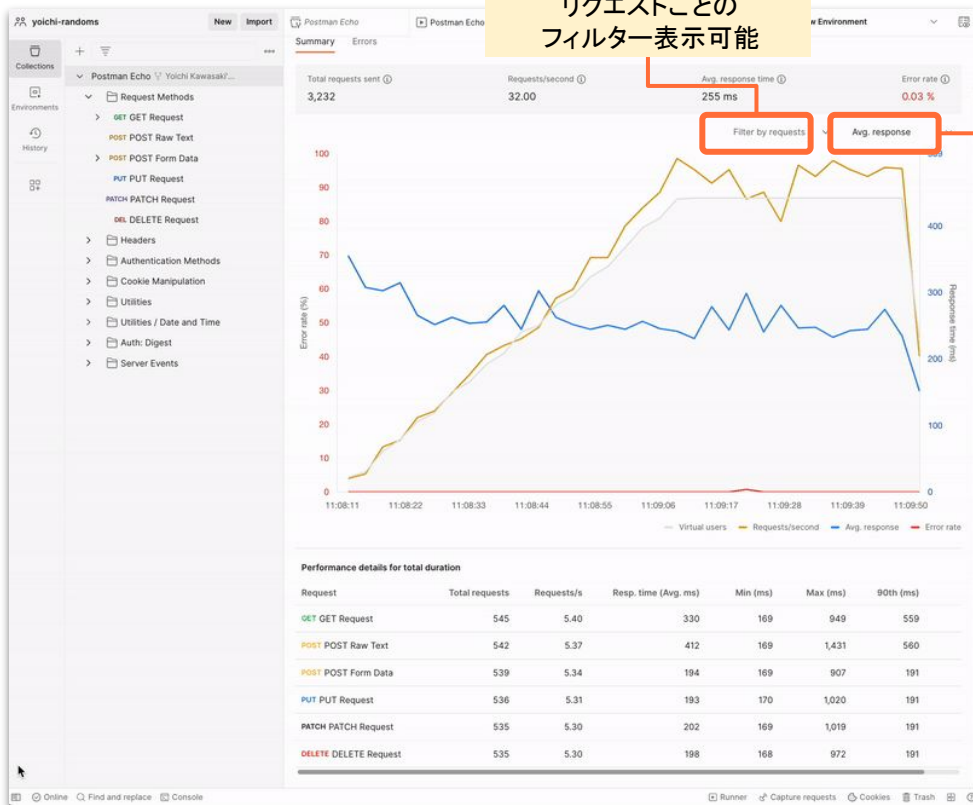 リクエストごとの
フィルター表示可能
yoichi-randoms
New
Import
Postman Echo
Postman Echo
w Environment
Collections
Environments
History
Postman Echo
Yoichi Kawasaki'...
Request Methods
GET GET Request
POST POST Raw Text
POST POST Form Data
PUT PUT Request
PATCH PATCH Request
DEL DELETE Request
Headers
Authentication Methods
Cookie Manipulation
Utilities
Utilities / Date and Time
Auth: Digest
Server Events
Summary
Errors
Total requests sent
3,232
Requests/second
32.00
Avg. response time
255 ms
Error rate
0.03 %
Filter by requests
Avg. response
100
90
80
70
60
50
40
30
20
10
0
Error rate (%)
400
300
200
100
0
Response time (ms)
11:08:11
11:08:22
11:08:33
11:08:44
11:08:55
11:09:06
11:09:17
11:09:28
11:09:39
11:09:50
Virtual users
Requests/second
Avg. response
Error rate
Performance details for total duration
Request Total requests Requests/s Resp. time (Avg. ms) Min (ms) Max (ms) 90th (ms)
GET GET Request 545 5.40 330 169 949 559
POST POST Raw Text 542 5.37 412 169 1,431 560
POST POST Form Data 539 5.34 194 169 907 191
PUT PUT Request 536 5.31 193 170 1,020 191
PATCH PATCH Request 535 5.30 202 169 1,019 191
DELETE DELETE Request 535 5.30 198 168 972 191
Online
Find and replace
Console
Runner
Capture requests
Cookies
Trash